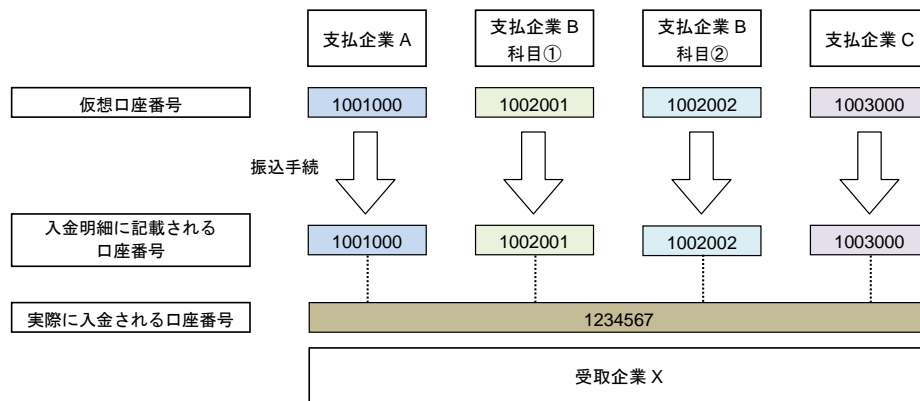 支払企業 A
支払企業 B
科目①
支払企業 B
科目②
支払企業 C
仮想口座番号
1001000
1002001
1002002
1003000
振込手続
入金明細に記載される
口座番号
1001000
1002001
1002002
1003000
実際に入金される口座番号
1234567
受取企業 X